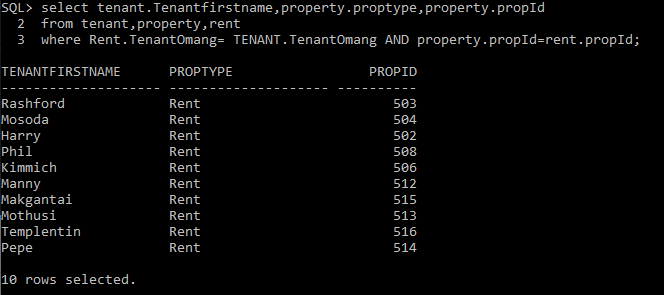 SQL> select tenant.Tenantfirstname,property.proptype,property.propId
2 from tenant,property,rent
3 where Rent.TenantOmang= TENANT.TenantOmang AND property.propId=rent.propId;
TENANTFIRSTNAME PROPTYPE PROPID
-------------------- -------------------- ----------
Rashford Rent 503
Mosoda Rent 504
Harry Rent 502
Phil Rent 508
Kimmich Rent 506
Manny Rent 512
Makgantai Rent 515
Mothusi Rent 513
Templentin Rent 516
Pepe Rent 514
10 rows selected.